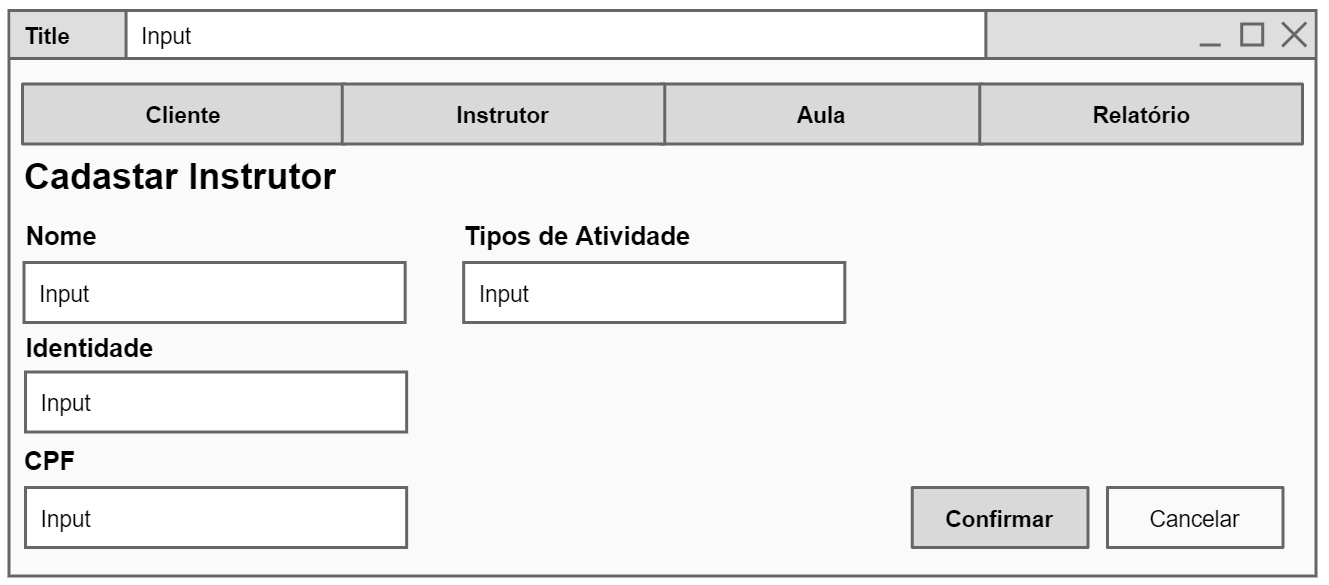 Title Input
Cliente Instrutor Aula Relatório
Cadastar Instrutor
Nome Tipos de Atividade
Input Input
Identidade
Input
CPF
Input Confirmar Cancelar